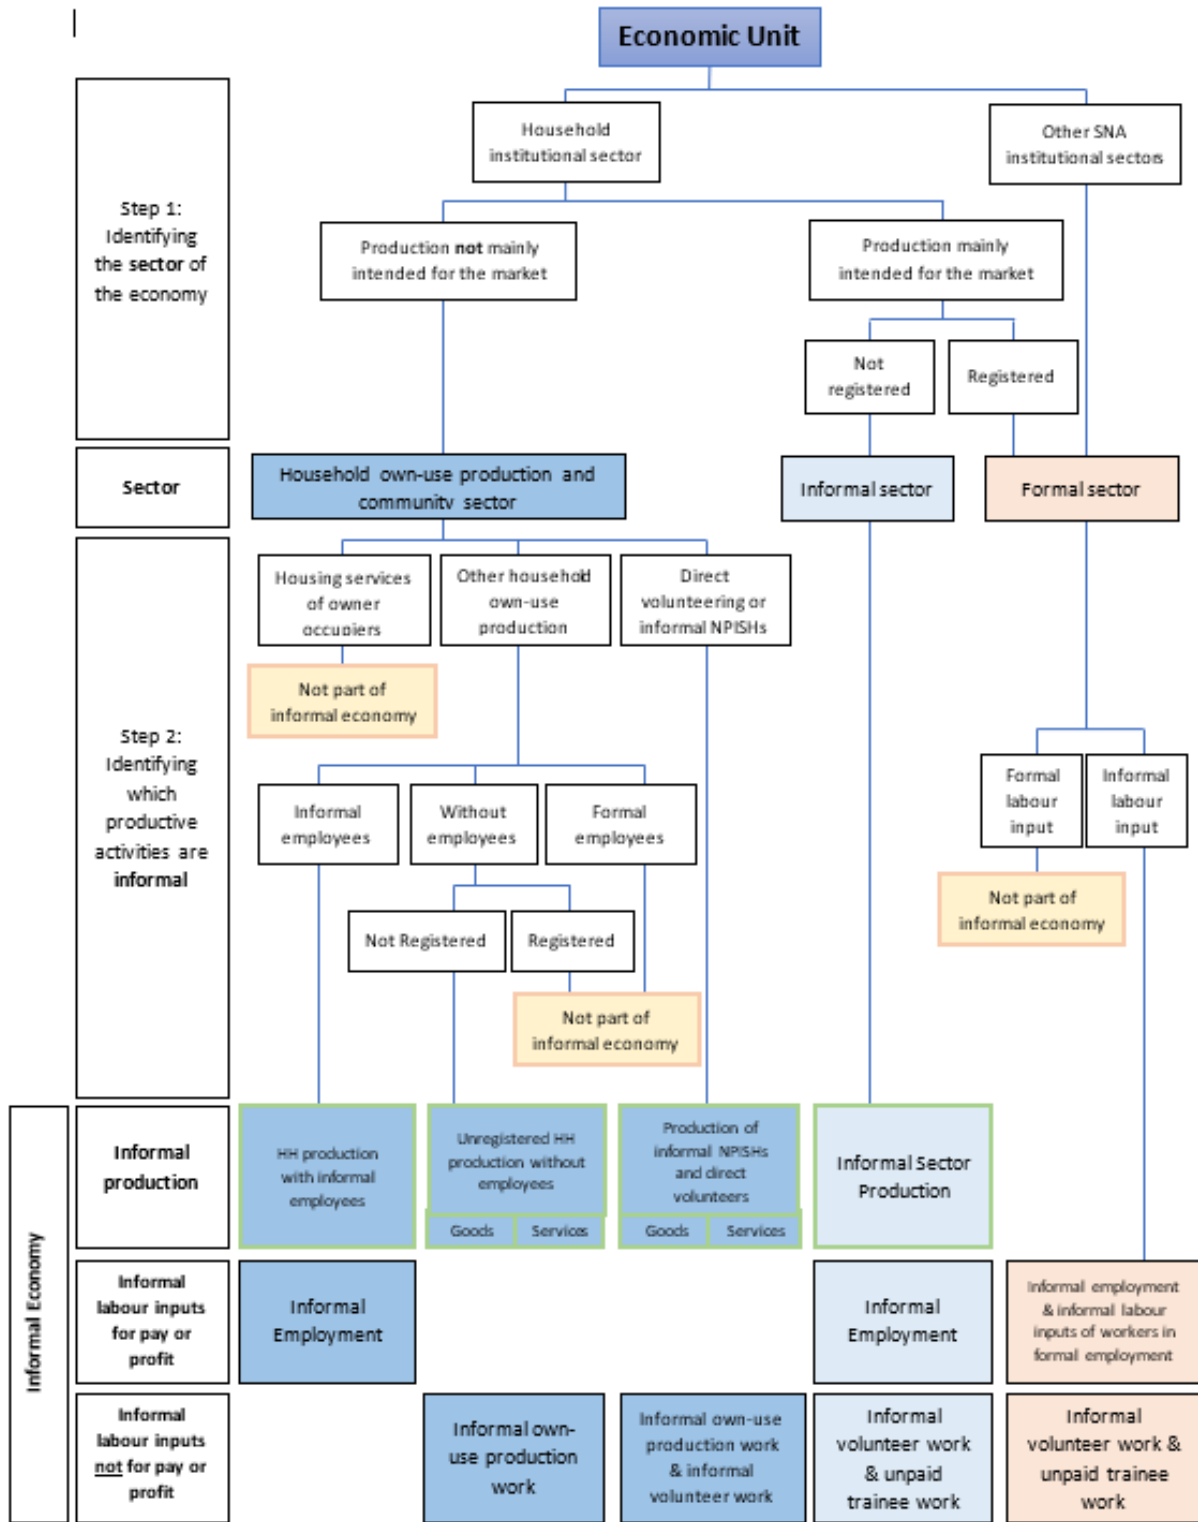 Economic Unit
Household
institutional sector
Other SNA
institutional sectors
Step 1:
Identifying
the sector of
the economy
Production not mainly
intended for the market
Production mainly
intended for the market
Not
registered
Registered
Sector
Household own-use production and
community sector
Informal sector
Formal sector
Step 2:
Identifying
which
productive
activities are
informal
Housing services
of owner
occupiers
Other household
own-use
production
Direct
volunteering or
informal NPISHs
Not part of
informal economy
Informal
employees
Without
employees
Formal
employees
Formal
labour
input
Informal
labour
input
Not part of
informal economy
Not Registered
Registered
Not part of
informal economy
Informal Economy
Informal
production
HH production
with informal
employees
Unregistered HH
production without
employees
Goods
Services
Production of
informal NPISHs
and direct
volunteers
Goods
Services
Informal Sector
Production
Informal
labour inputs
for pay or
profit
Informal
Employment
Informal
Employment
Informal employment
& informal labour
inputs of workers in
formal employment
Informal
labour inputs
not for pay or
profit
Informal own-
use production
work
Informal own-use
production work
& informal
volunteer work
Informal
volunteer work
& unpaid
trainee work
Informal
volunteer work &
unpaid trainee
work